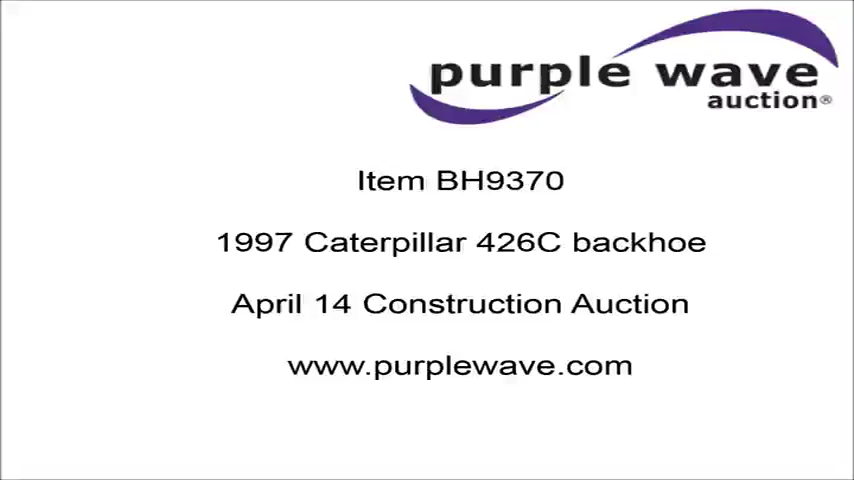 purple wave
auction®
Item BH9370
1997 Caterpillar 426C backhoe
April 14 Construction Auction
www.purplewave.com